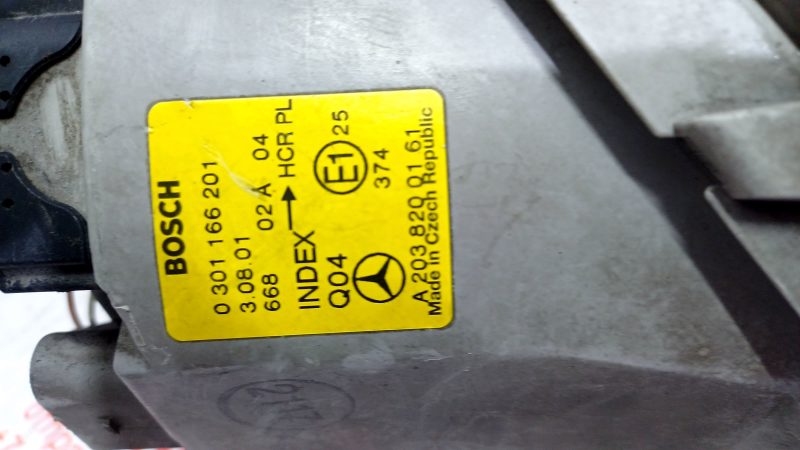 BOSCH
0 301 166 201
3.08.01 02 A 04
668
INDEX → HCR PL
Q04 E1 25
374
A 203 820 01 61
Made in Czech Republic